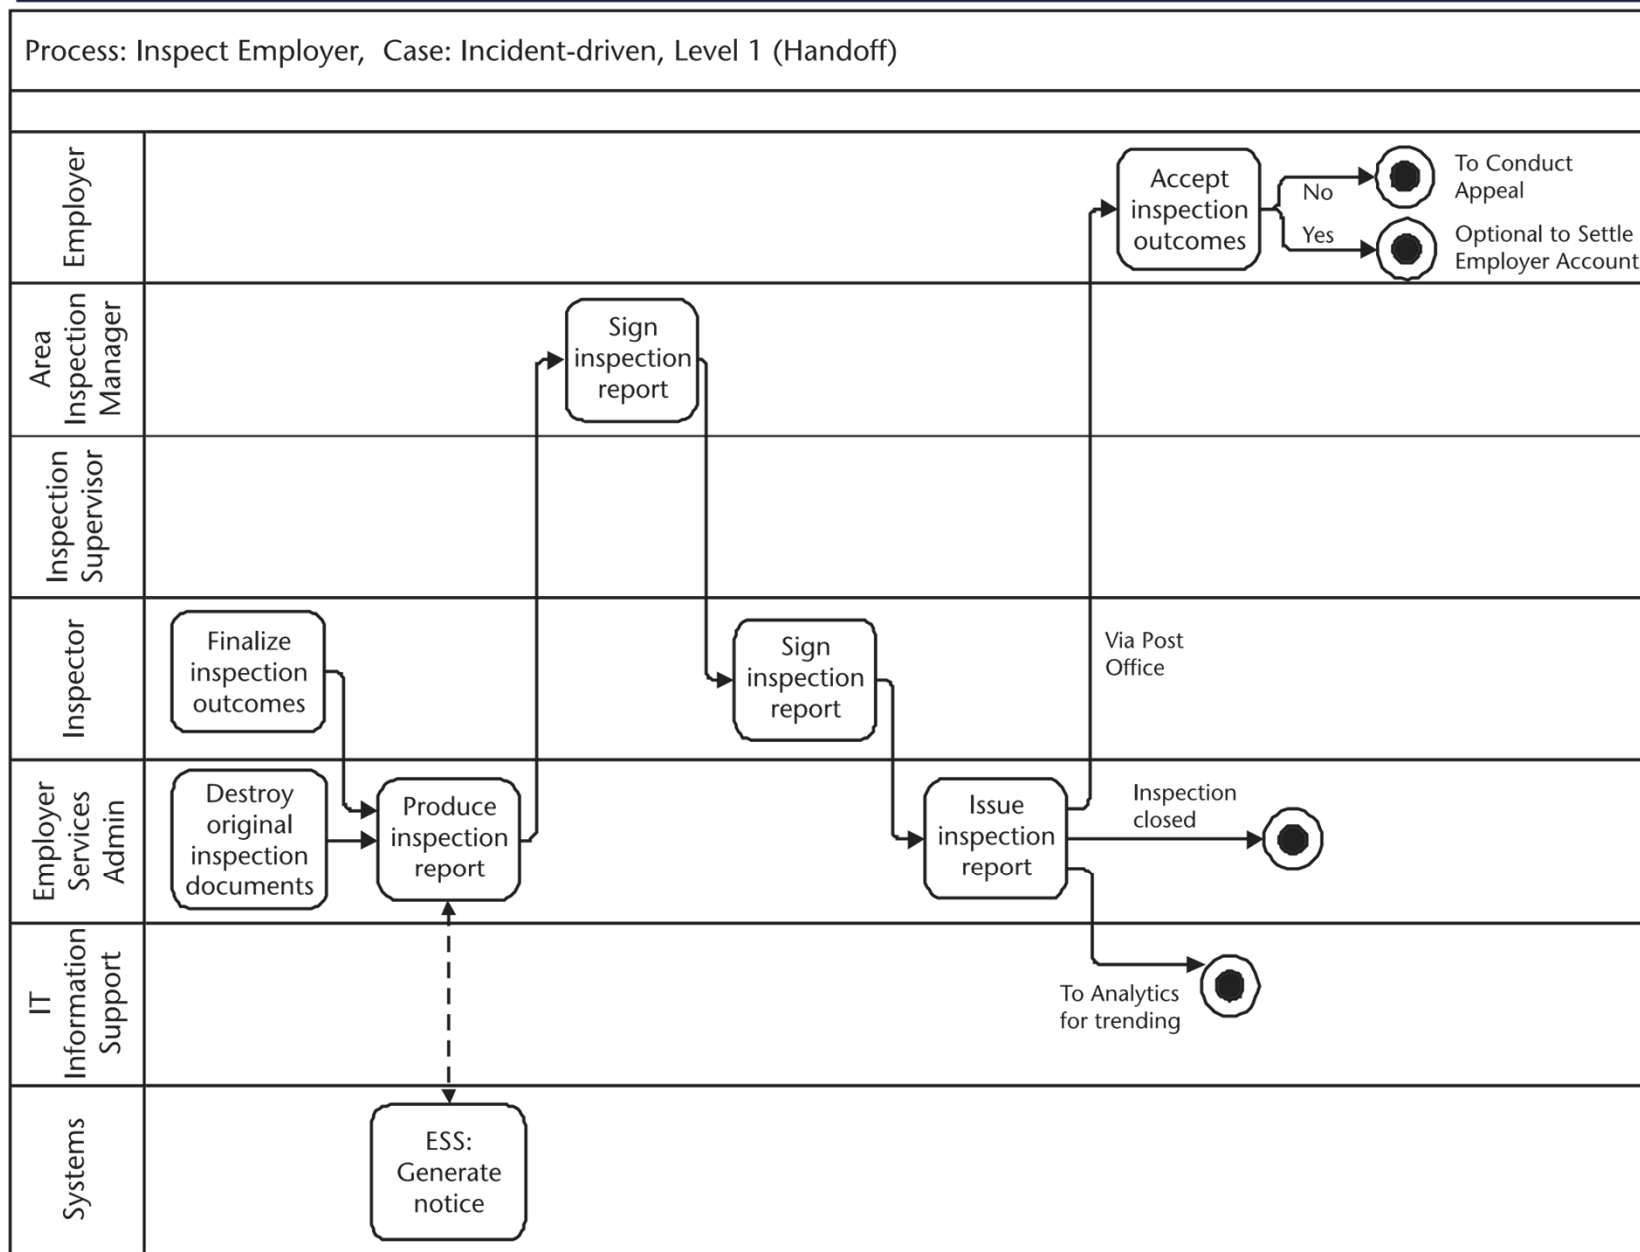 Process: Inspect Employer, Case: Incident-driven, Level 1 (Handoff)
Employer
Accept
inspection
outcomes
No
Yes
To Conduct
Appeal
Optional to Settle
Employer Account
Area
Inspection
Manager
Sign
inspection
report
Inspection
Supervisor
Inspector
Finalize
inspection
outcomes
Sign
inspection
report
Via Post
Office
Employer
Services
Admin
Destroy
original
inspection
documents
Produce
inspection
report
Issue
inspection
report
Inspection
closed
IT
Information
Support
To Analytics
for trending
Systems
ESS:
Generate
notice